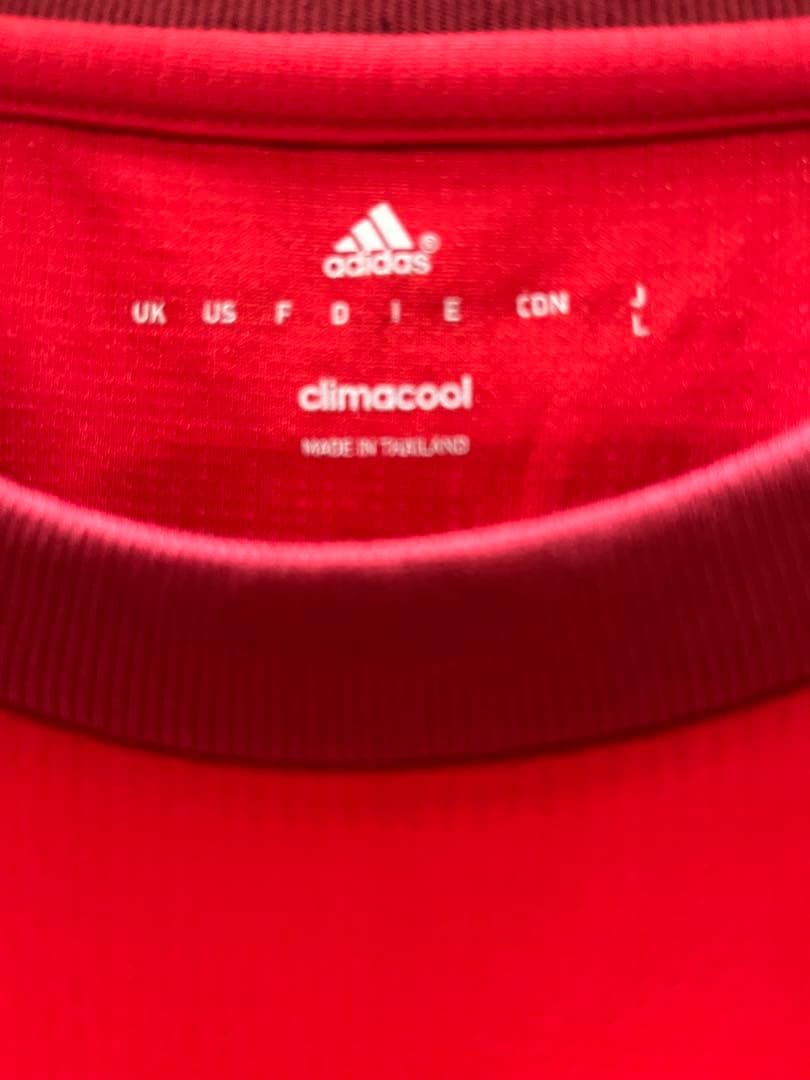 adidas®
UK US F D I E CDN J
L
climacool
MADE IN THAILAND